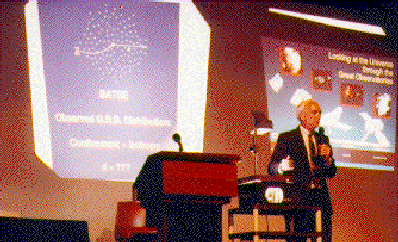 BATSE
Observed G.R.B. Distribution
Confinement + Isotropy
Looking at the Universe
through the
Great Observatories